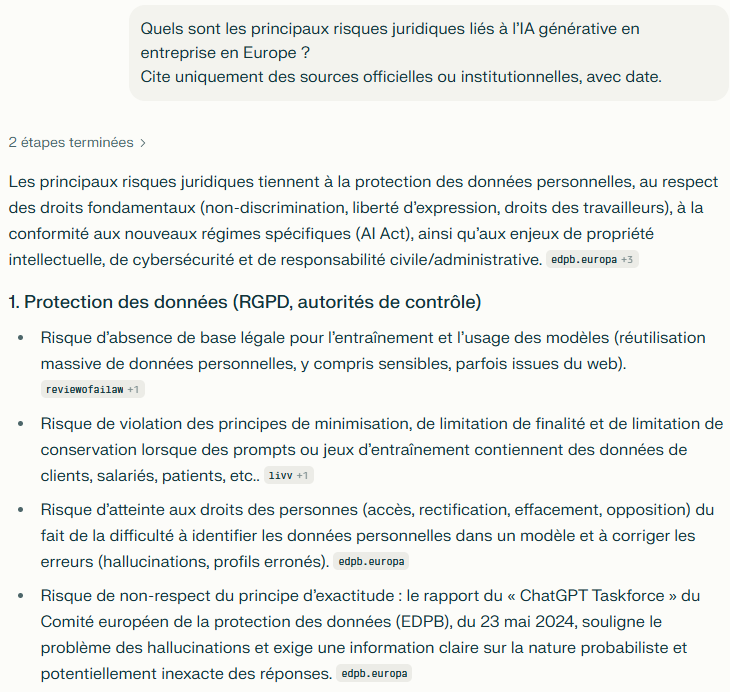 Quels sont les principaux risques juridiques liés à l’IA générative en
entreprise en Europe ?
Cite uniquement des sources officielles ou institutionnelles, avec date.
2 étapes terminées >
Les principaux risques juridiques tiennent à la protection des données personnelles, au respect
des droits fondamentaux (non-discrimination, liberté d’expression, droits des travailleurs), à la
conformité aux nouveaux régimes spécifiques (AI Act), ainsi qu’aux enjeux de propriété
intellectuelle, de cybersécurité et de responsabilité civile/administrative. edpb.europa +3
1. Protection des données (RGPD, autorités de contrôle)
• Risque d’absence de base légale pour l’entraînement et l’usage des modèles (réutilisation
massive de données personnelles, y compris sensibles, parfois issues du web).
reviewofailaw +1
• Risque de violation des principes de minimisation, de limitation de finalité et de limitation de
conservation lorsque des prompts ou jeux d’entraînement contiennent des données de
clients, salariés, patients, etc.. livv +1
• Risque d’atteinte aux droits des personnes (accès, rectification, effacement, opposition) du
fait de la difficulté à identifier les données personnelles dans un modèle et à corriger les
erreurs (hallucinations, profils erronés). edpb.europa
• Risque de non-respect du principe d’exactitude : le rapport du « ChatGPT Taskforce » du
Comité européen de la protection des données (EDPB), du 23 mai 2024, souligne le
problème des hallucinations et exige une information claire sur la nature probabiliste et
potentiellement inexacte des réponses. edpb.europa